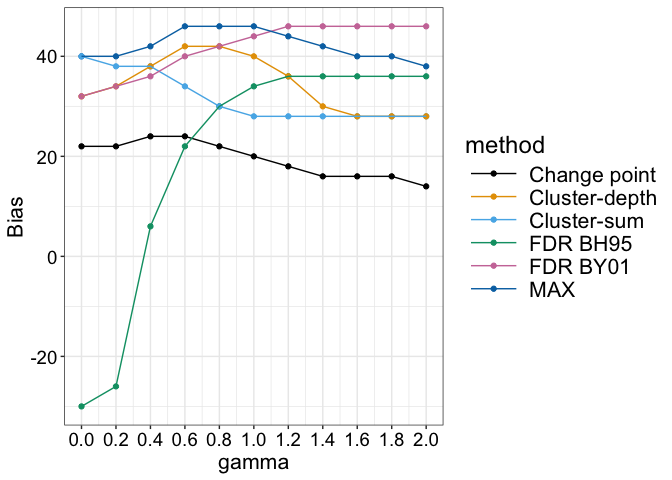 40
20
0
-20
Bias
0.0 0.2 0.4 0.6 0.8 1.0 1.2 1.4 1.6 1.8 2.0
gamma
method
Change point
Cluster-depth
Cluster-sum
FDR BH95
FDR BY01
MAX